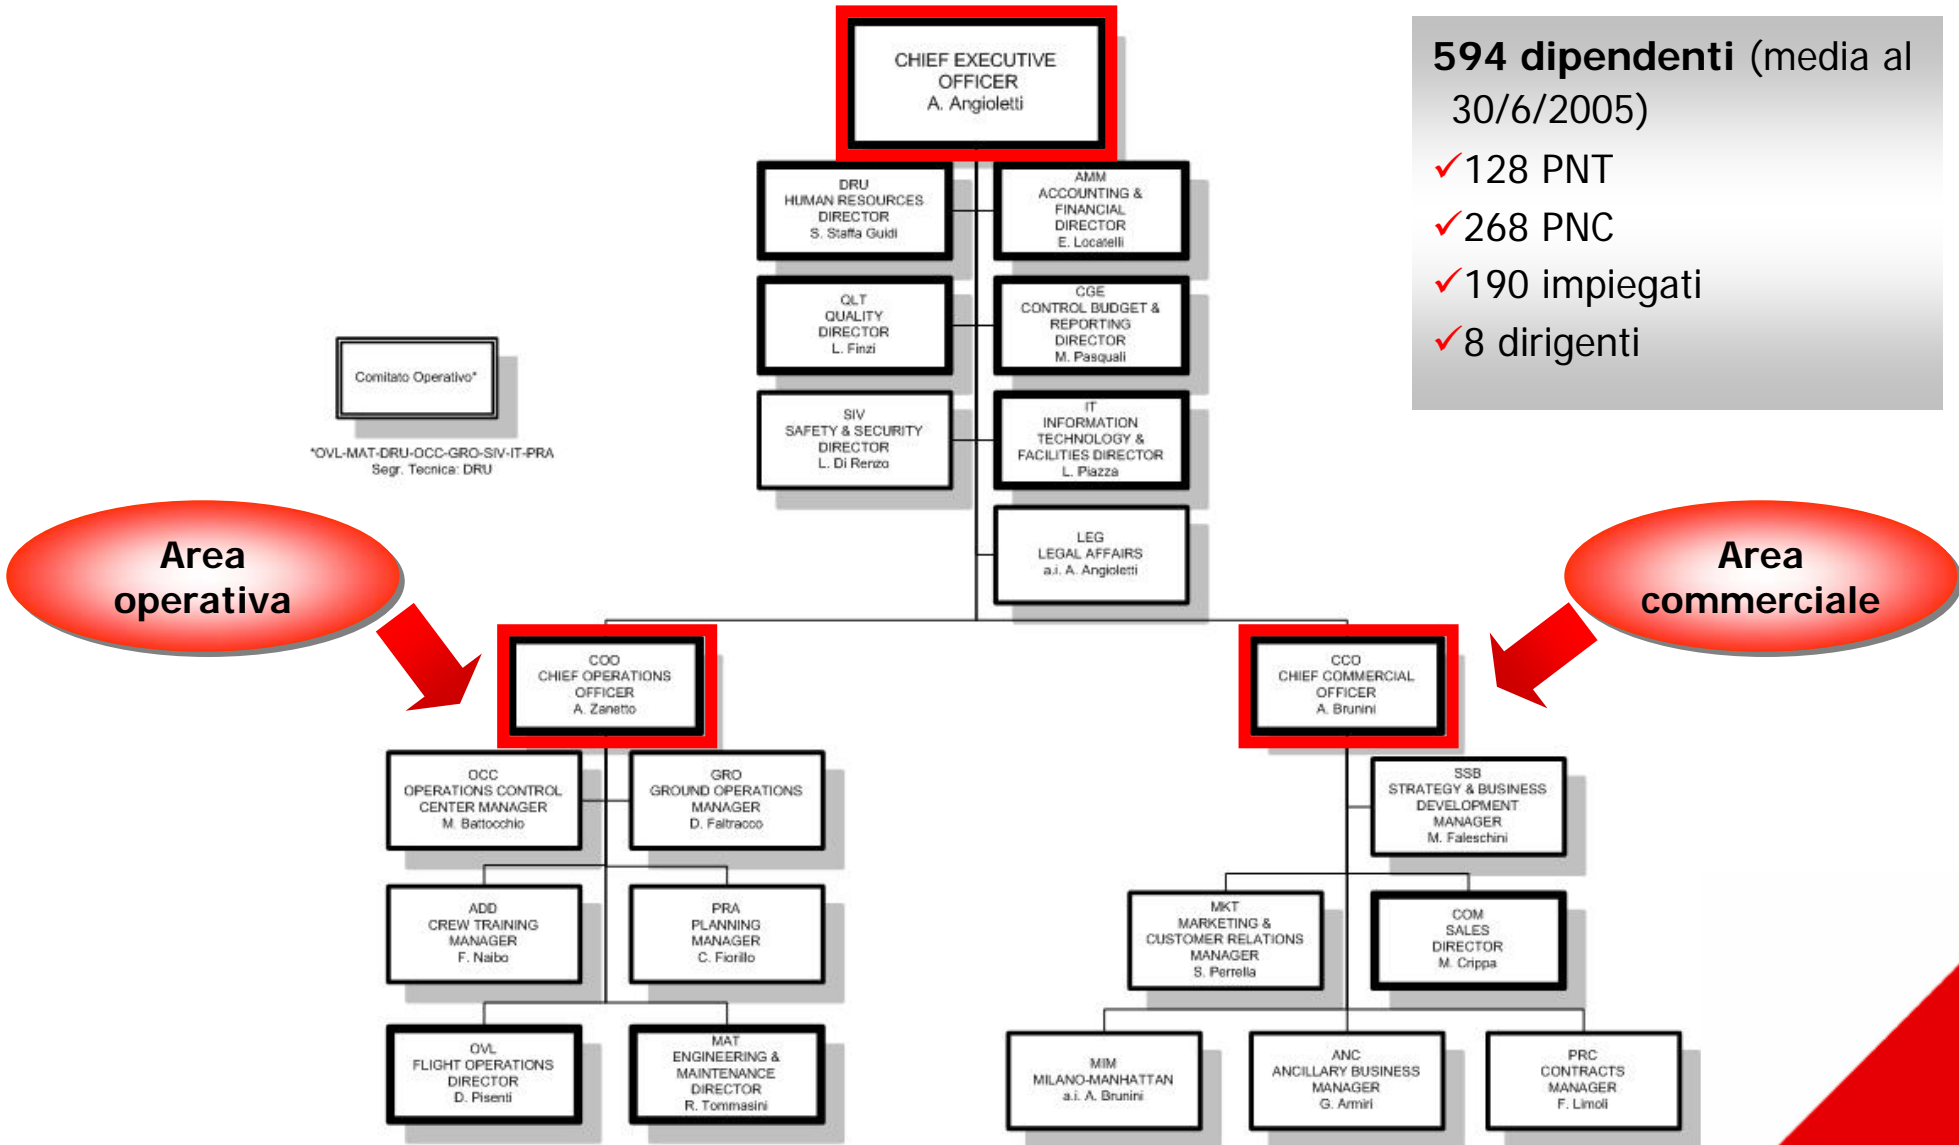 CHIEF EXECUTIVE
OFFICER
A. Angioletti
594 dipendenti (media al
30/6/2005)
128 PNT
268 PNC
190 impiegati
8 dirigenti
DRU
HUMAN RESOURCES
DIRECTOR
S. Staffa Guidi
AMM
ACCOUNTING &
FINANCIAL
DIRECTOR
E. Locatelli
QLT
QUALITY
DIRECTOR
L. Finzi
CGE
CONTROL BUDGET &
REPORTING
DIRECTOR
M. Pasquali
Comitato Operativo*
*OVL-MAT-DRU-OCC-GRO-SIV-IT-PRA
Segr. Tecnica: DRU
SIV
SAFETY & SECURITY
DIRECTOR
L. Di Renzo
IT
INFORMATION
TECHNOLOGY &
FACILITIES DIRECTOR
L. Piazza
LEG
LEGAL AFFAIRS
a.i. A. Angioletti
Area
operativa
Area
commerciale
COO
CHIEF OPERATIONS
OFFICER
A. Zanetto
CCO
CHIEF COMMERCIAL
OFFICER
A. Brunini
OCC
OPERATIONS CONTROL
CENTER MANAGER
M. Battocchio
GRO
GROUND OPERATIONS
MANAGER
D. Faltracco
SSB
STRATEGY & BUSINESS
DEVELOPMENT
MANAGER
M. Faleschini
ADD
CREW TRAINING
MANAGER
F. Naibo
PRA
PLANNING
MANAGER
C. Fiorillo
MKT
MARKETING &
CUSTOMER RELATIONS
MANAGER
S. Perrella
COM
SALES
DIRECTOR
M. Crippa
OVL
FLIGHT OPERATIONS
DIRECTOR
D. Pisenti
MAT
ENGINEERING &
MAINTENANCE
DIRECTOR
R. Tommasini
MIM
MILANO-MANHATTAN
a.i. A. Brunini
ANC
ANCILLARY BUSINESS
MANAGER
G. Armiri
PRC
CONTRACTS
MANAGER
F. Limoli